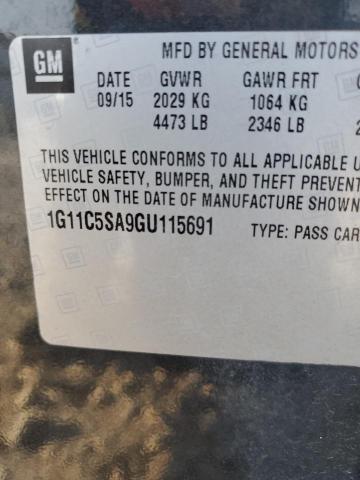 GM
MFD BY GENERAL MOTORS
DATE GVWR GAWR FRT
09/15 2029 KG 1064 KG
4473 LB 2346 LB 2
THIS VEHICLE CONFORMS TO ALL APPLICABLE
VEHICLE SAFETY, BUMPER, AND THEFT PREVENT
EFFECT ON THE DATE OF MANUFACTURE SHOWN
1G11C5SA9GU115691 TYPE: PASS CAR